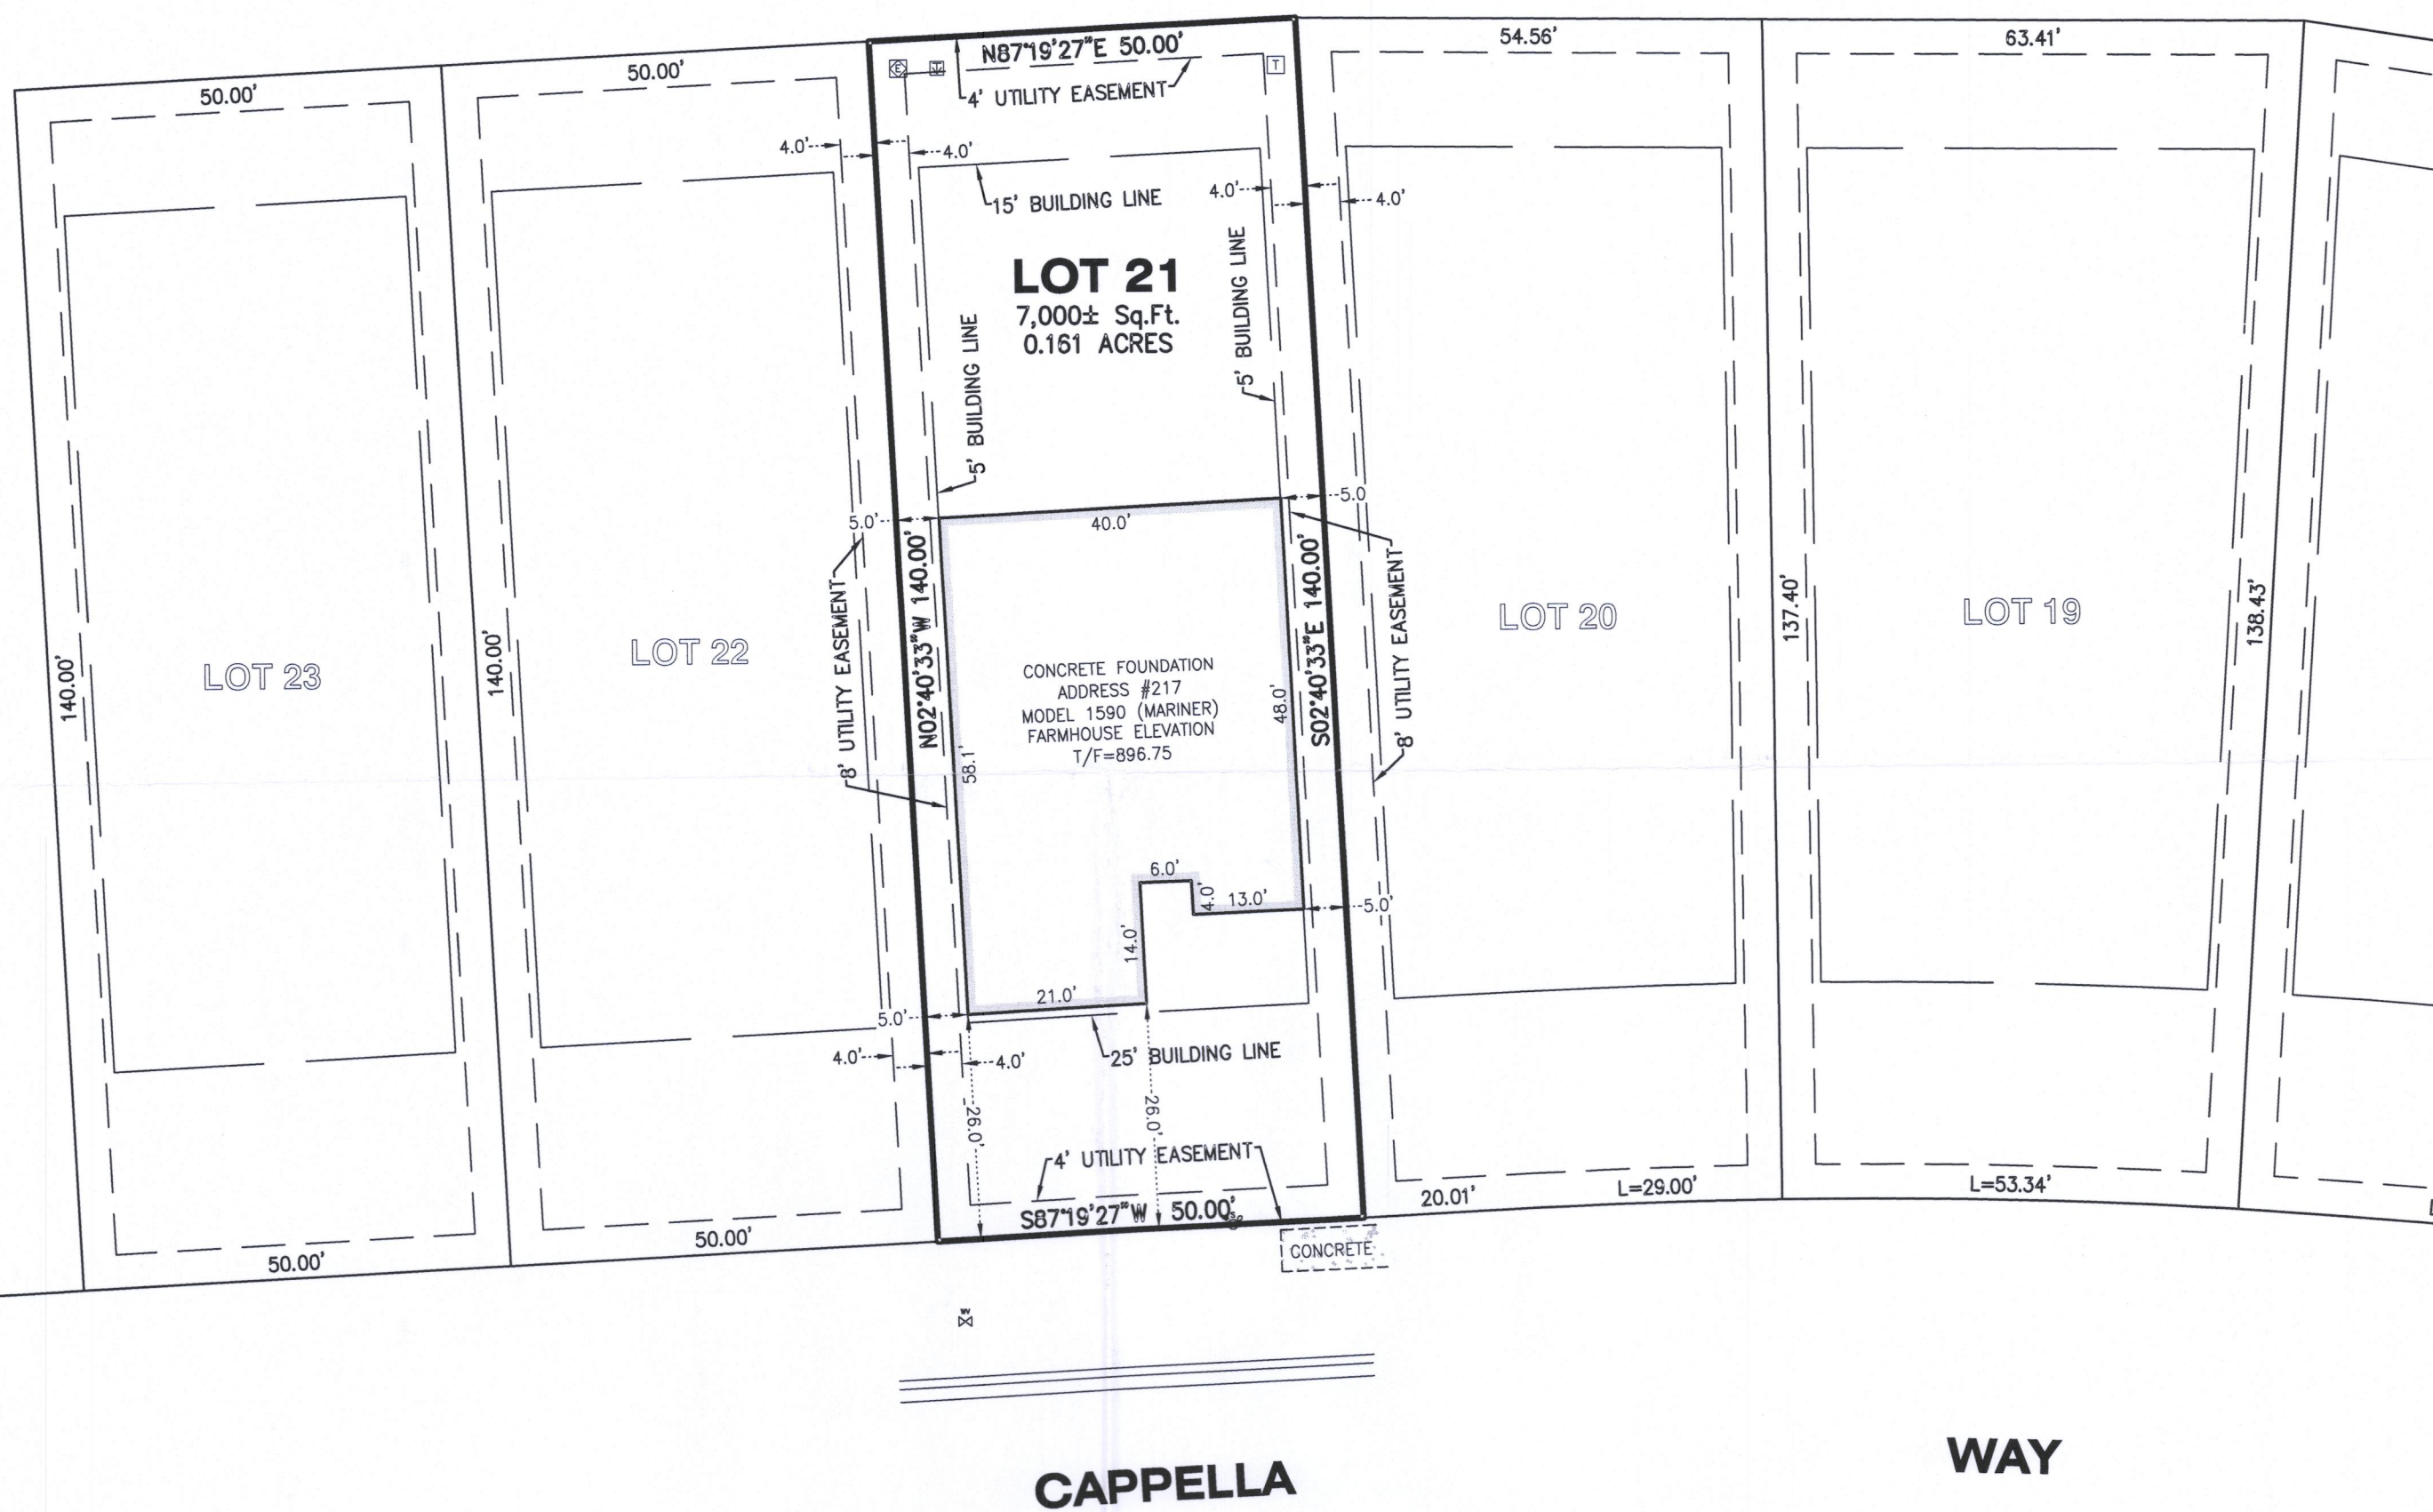 N87°19'27"E 50.00'
54.56'
63.41'
50.00'
50.00'
E
T
4' UTILITY EASEMENT
4.0'
4.0'
15' BUILDING LINE
4.0'
4.0'
LOT 21
7,000± Sq.Ft.
0.161 ACRES
5' BUILDING LINE
5' BUILDING LINE
5.0'
40.0'
5.0
N02°40'33"W 140.00'
S02°40'33"E 140.00'
8' UTILITY EASEMENT
8' UTILITY EASEMENT
140.00'
LOT 23
140.00'
LOT 22
CONCRETE FOUNDATION
ADDRESS #217
MODEL 1590 (MARINER)
FARMHOUSE ELEVATION
T/F=896.75
58.1'
48.0'
LOT 20
137.40'
LOT 19
138.43'
6.0'
4.0'
13.0'
5.0'
14.0'
21.0'
5.0'
4.0'
4.0'
25' BUILDING LINE
26.0'
26.0'
4' UTILITY EASEMENT
S87°19'27"W 50.00'
20.01'
L=29.00'
L=53.34'
50.00'
50.00'
CONCRETE
WV
CAPPELLA
WAY